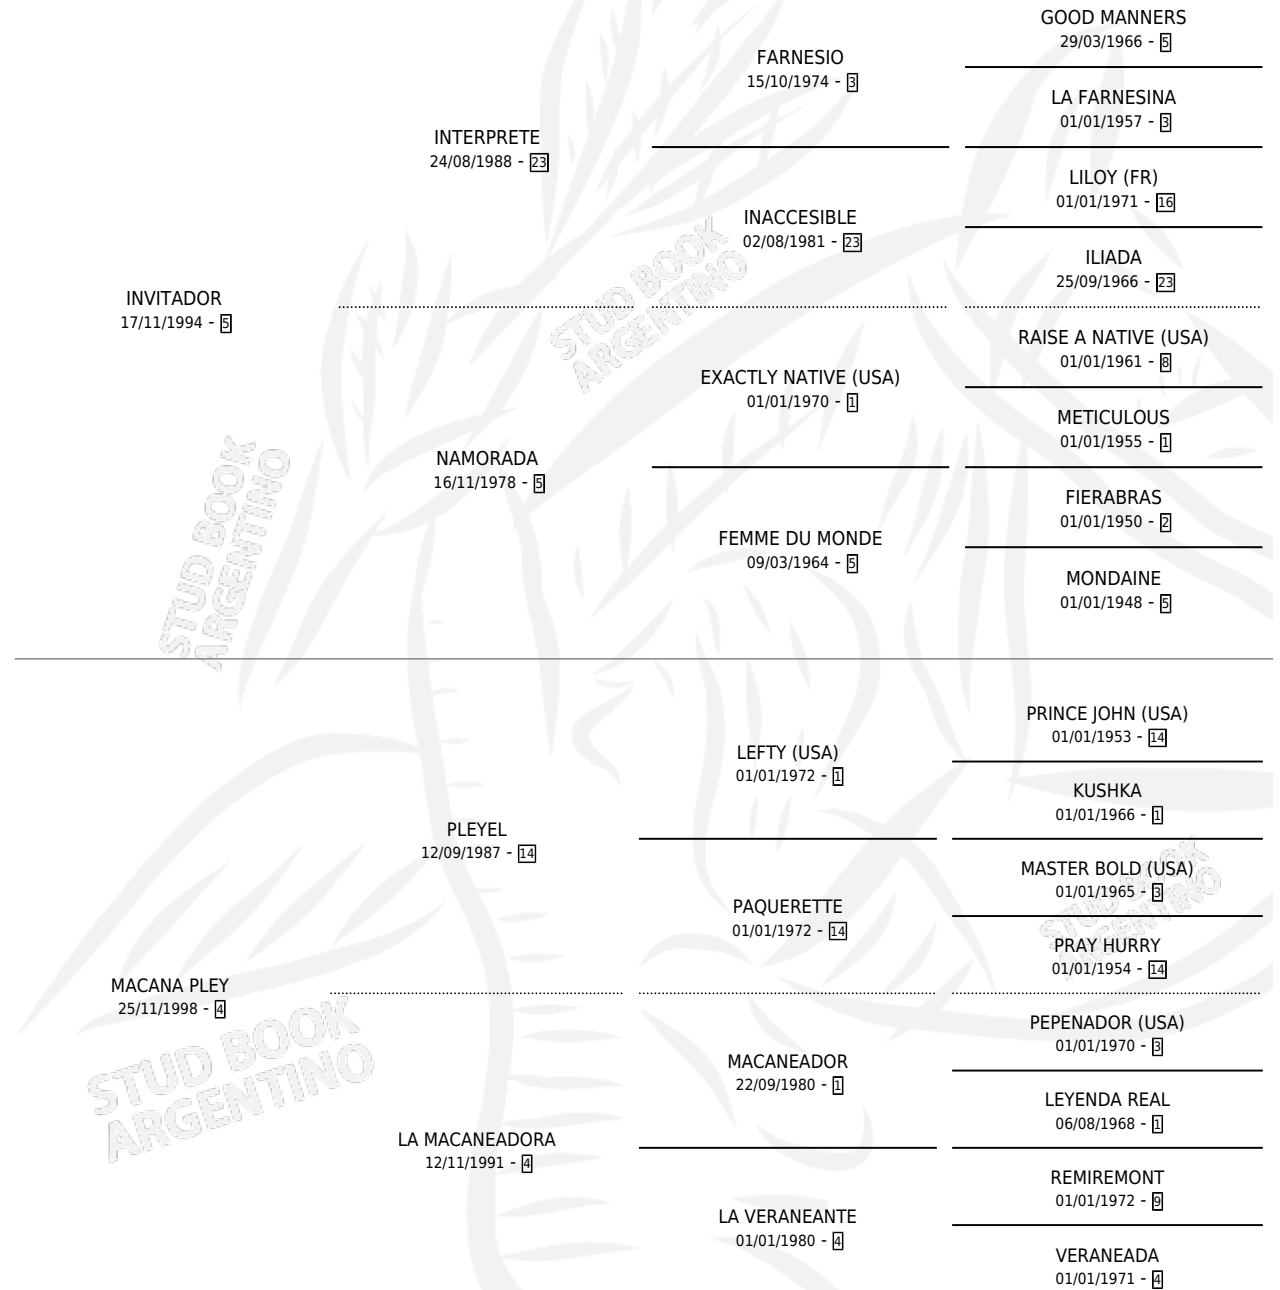 GOOD MANNERS
29/03/1966 - 5
FARNESIO
15/10/1974 - 3
LA FARNESINA
01/01/1957 - 3
INTERPRETE
24/08/1988 - 23
LILOY (FR)
01/01/1971 - 16
INACCESIBLE
02/08/1981 - 23
ILIADA
25/09/1966 - 23
INVITADOR
17/11/1994 - 5
RAISE A NATIVE (USA)
01/01/1961 - 8
EXACTLY NATIVE (USA)
01/01/1970 - 1
METICULOUS
01/01/1955 - 1
NAMORADA
16/11/1978 - 5
FIERABRAS
01/01/1950 - 2
FEMME DU MONDE
09/03/1964 - 5
MONDAINE
01/01/1948 - 5
STUD BOOK
ARGENTINO
STUD BOOK
ARGENTINO
PRINCE JOHN (USA)
01/01/1953 - 14
LEFTY (USA)
01/01/1972 - 1
KUSHKA
01/01/1966 - 1
PLEYEL
12/09/1987 - 14
MASTER BOLD (USA)
01/01/1965 - 3
PAQUERETTE
01/01/1972 - 14
PRAY HURRY
01/01/1954 - 14
STUD BOOK
ARGENTINO
MACANA PLEY
25/11/1998 - 4
PEPENADOR (USA)
01/01/1970 - 3
MACANEADOR
22/09/1980 - 1
LEYENDA REAL
06/08/1968 - 1
LA MACANEADORA
12/11/1991 - 4
REMIREMONT
01/01/1972 - 9
LA VERANEANTE
01/01/1980 - 4
VERANEADA
01/01/1971 - 4
STUD BOOK
ARGENTINO